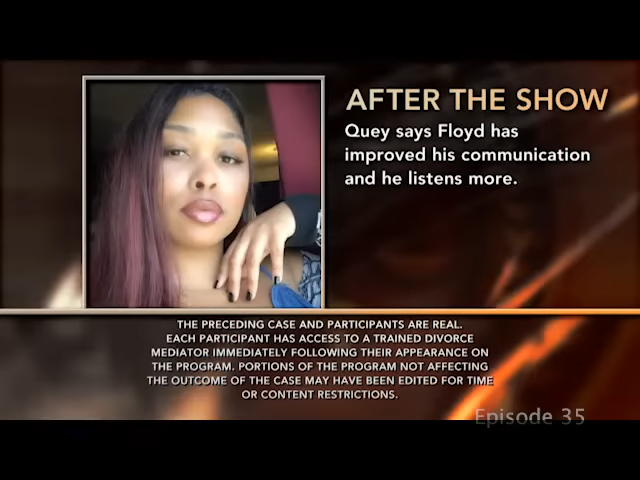 AFTER THE SHOW
Quey says Floyd has
improved his communication
and he listens more.
THE PRECEDING CASE AND PARTICIPANTS ARE REAL.
EACH PARTICIPANT HAS ACCESS TO A TRAINED DIVORCE
MEDIATOR IMMEDIATELY FOLLOWING THEIR APPEARANCE ON
THE PROGRAM. PORTIONS OF THE PROGRAM NOT AFFECTING
THE OUTCOME OF THE CASE MAY HAVE BEEN EDITED FOR TIME
OR CONTENT RESTRICTIONS.
Episode 35